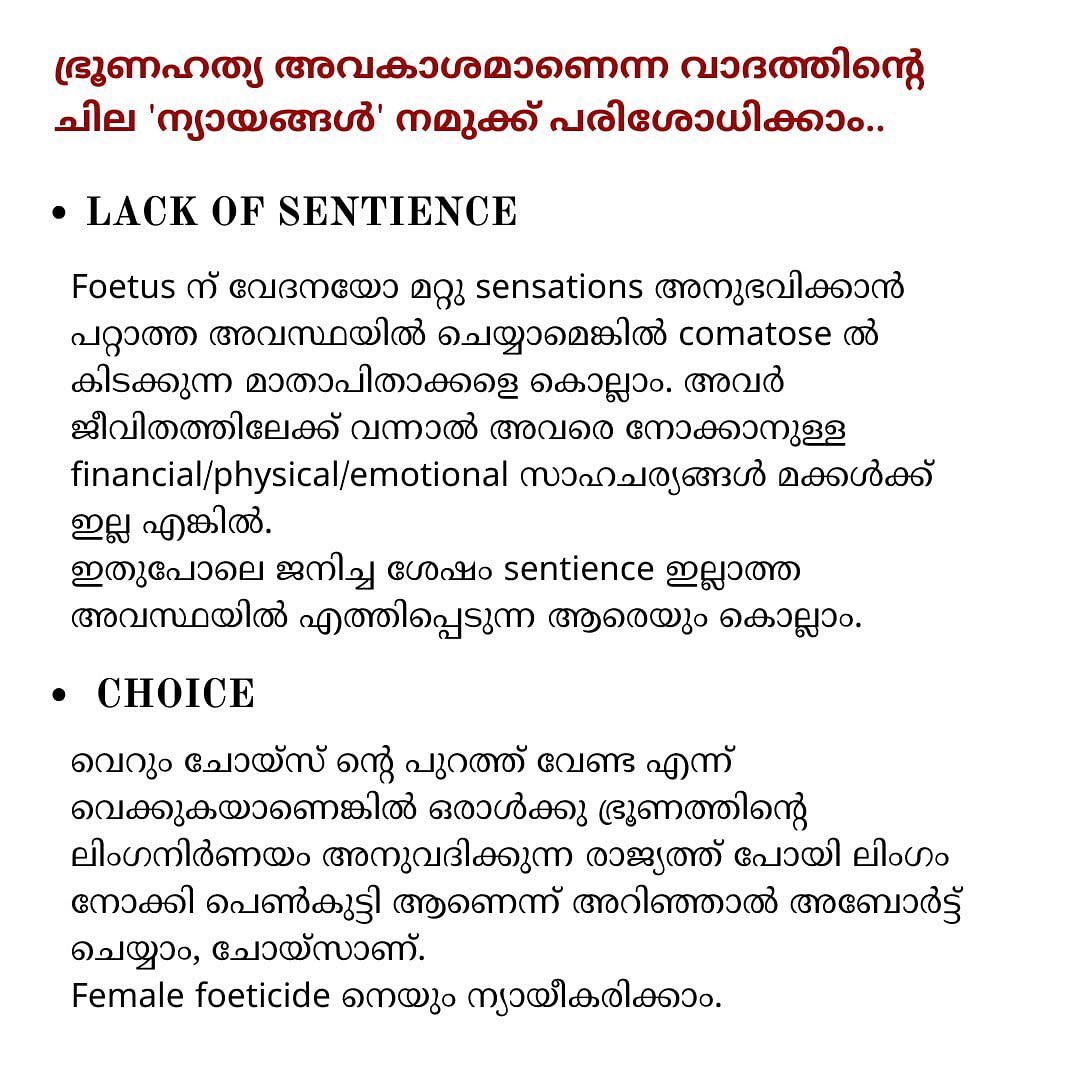 ഭ്രൂണഹത്യ അവകാശമാണെന്ന വാദത്തിന്റെ
ചില 'ന്യായങ്ങൾ' നമുക്ക് പരിശോധിക്കാം..
• LACK OF SENTIENCE
Foetus ന് വേദനയോ മറ്റു sensations അനുഭവിക്കാൻ
പറ്റാത്ത അവസ്ഥയിൽ ചെയ്യാമെങ്കിൽ comatose ൽ
കിടക്കുന്ന മാതാപിതാക്കളെ കൊല്ലാം. അവർ
ജീവിതത്തിലേക്ക് വന്നാൽ അവരെ നോക്കാനുള്ള
financial/physical/emotional സാഹചര്യങ്ങൾ മക്കൾക്ക്
ഇല്ല എങ്കിൽ.
ഇതുപോലെ ജനിച്ച ശേഷം sentience ഇല്ലാത്ത
അവസ്ഥയിൽ എത്തിപ്പെടുന്ന ആരെയും കൊല്ലാം.
• CHOICE
വെറും ചോയ്സ് ന്റെ പുറത്ത് വേണ്ട എന്ന്
വെക്കുകയാണെങ്കിൽ ഒരാൾക്കു ഭ്രൂണത്തിന്റെ
ലിംഗനിർണയം അനുവദിക്കുന്ന രാജ്യത്ത് പോയി ലിംഗം
നോക്കി പെൺകുട്ടി ആണെന്ന് അറിഞ്ഞാൽ അബോർട്ട്
ചെയ്യാം, ചോയ്സാണ്.
Female foeticide നെയും ന്യായീകരിക്കാം.